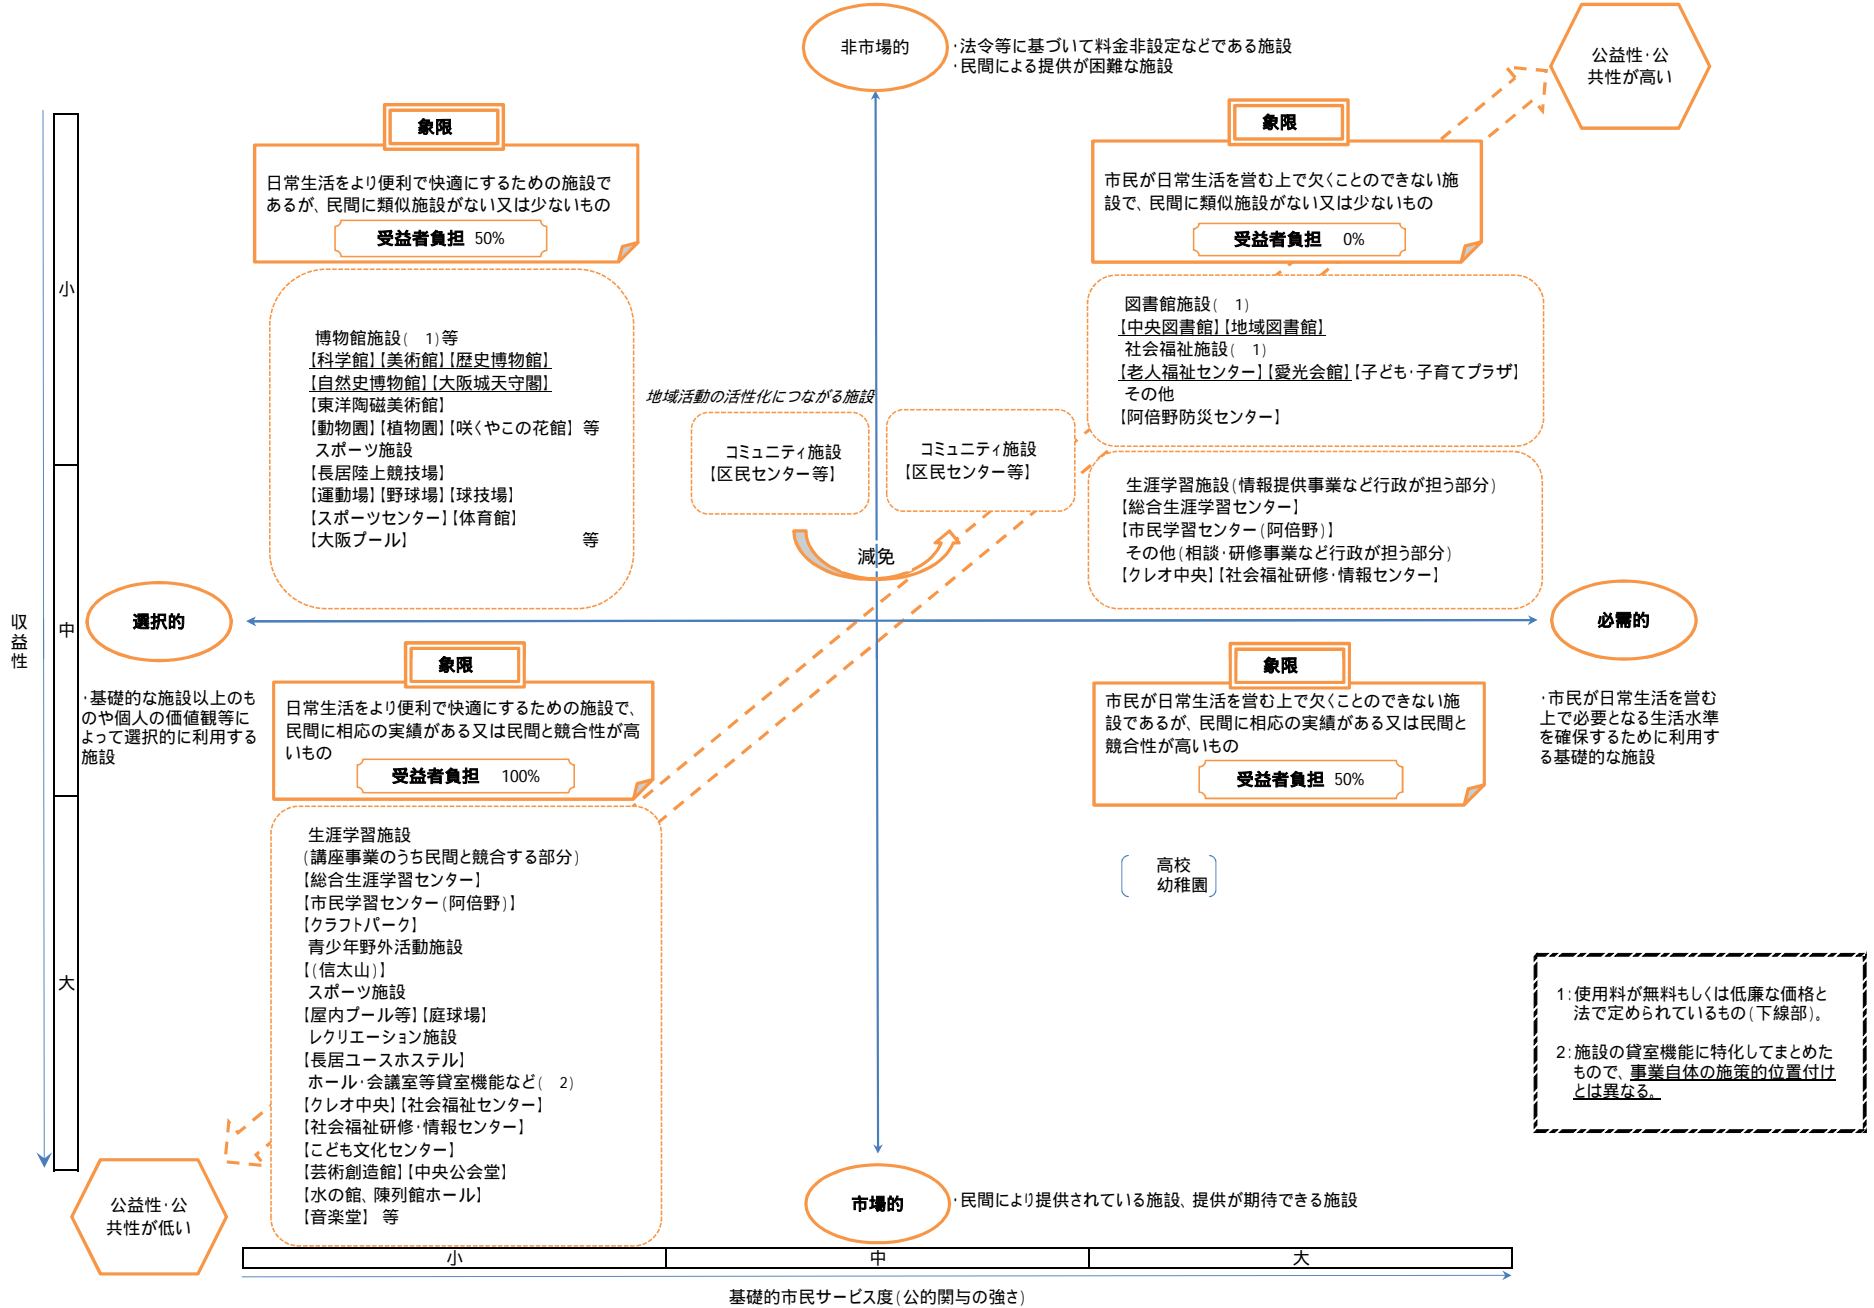 非市場的
・法令等に基づいて料金非設定などである施設
・民間による提供が困難な施設
公益性・公
共性が高い
象限
日常生活をより便利で快適にするための施設で
あるが、民間に類似施設がない又は少ないもの
受益者負担 50%
象限
市民が日常生活を営む上で欠くことのできない施
設で、民間に類似施設がない又は少ないもの
受益者負担 0%
博物館施設( 1)等
【科学館】【美術館】【歴史博物館】
【自然史博物館】【大阪城天守閣】
【東洋陶磁美術館】
【動物園】【植物園】【咲くやこの花館】 等
スポーツ施設
【長居陸上競技場】
【運動場】【野球場】【球技場】
【スポーツセンター】【体育館】
【大阪プール】 等
地域活動の活性化につながる施設
コミュニティ施設
【区民センター等】
コミュニティ施設
【区民センター等】
減免
図書館施設( 1)
【中央図書館】【地域図書館】
社会福祉施設( 1)
【老人福祉センター】【愛光会館】【子ども・子育てプラザ】
その他
【阿倍野防災センター】
生涯学習施設(情報提供事業など行政が担う部分)
【総合生涯学習センター】
【市民学習センター(阿倍野)】
その他(相談・研修事業など行政が担う部分)
【クレオ中央】【社会福祉研修・情報センター】
収益性
小
中
大
選択的
・基礎的な施設以上のも
のや個人の価値観等に
よって選択的に利用する
施設
必需的
・市民が日常生活を営む
上で必要となる生活水準
を確保するために利用す
る基礎的な施設
象限
日常生活をより便利で快適にするための施設で、
民間に相応の実績がある又は民間と競合性が高
いもの
受益者負担 100%
象限
市民が日常生活を営む上で欠くことのできない施
設であるが、民間に相応の実績がある又は民間と
競合性が高いもの
受益者負担 50%
生涯学習施設
(講座事業のうち民間と競合する部分)
【総合生涯学習センター】
【市民学習センター(阿倍野)】
【クラフトパーク】
青少年野外活動施設
【(信太山)】
スポーツ施設
【屋内プール等】【庭球場】
レクリエーション施設
【長居ユースホステル】
ホール・会議室等貸室機能など( 2)
【クレオ中央】【社会福祉センター】
【社会福祉研修・情報センター】
【こども文化センター】
【芸術創造館】【中央公会堂】
【水の館、陳列館ホール】
【音楽堂】 等
高校
幼稚園
1:使用料が無料もしくは低廉な価格と
法で定められているもの(下線部)。
2:施設の貸室機能に特化してまとめた
もので、事業自体の施策的位置付け
とは異なる。
公益性・公
共性が低い
市場的
・民間により提供されている施設、提供が期待できる施設
小
中
大
基礎的市民サービス度(公的関与の強さ)